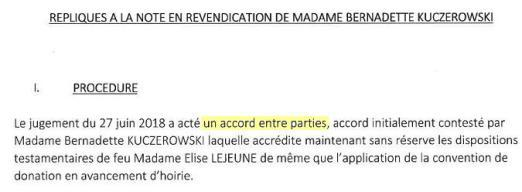 REPLIQUES A LA NOTE EN REVENDICATION DE MADAME BERNADETTE KUCZEROWSKI
I. PROCEDURE
Le jugement du 27 juin 2018 a acté un accord entre parties, accord initialement contesté par
Madame Bernadette KUCZEROWSKI laquelle accrédite maintenant sans réserve les dispositions
testamentaires de feu Madame Elise LEJEUNE de même que l’application de la convention de
donation en avancement d’hoirie.